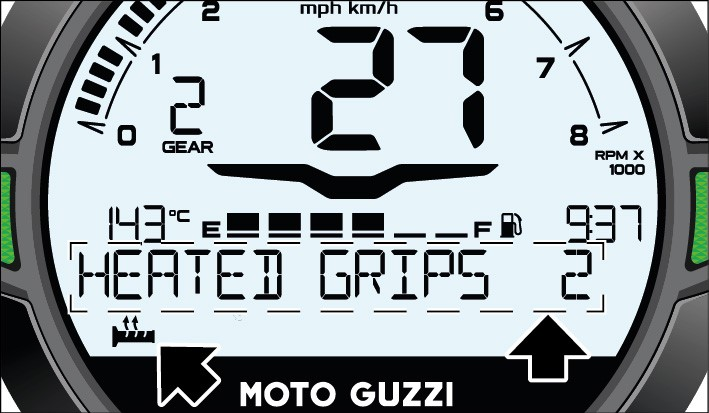 mph km/h
2
6
27
1
2
GEAR
7
0
8
RPM X
1000
143°C
E
F
9:37
HEATED GRIPS 2
MOTO GUZZI